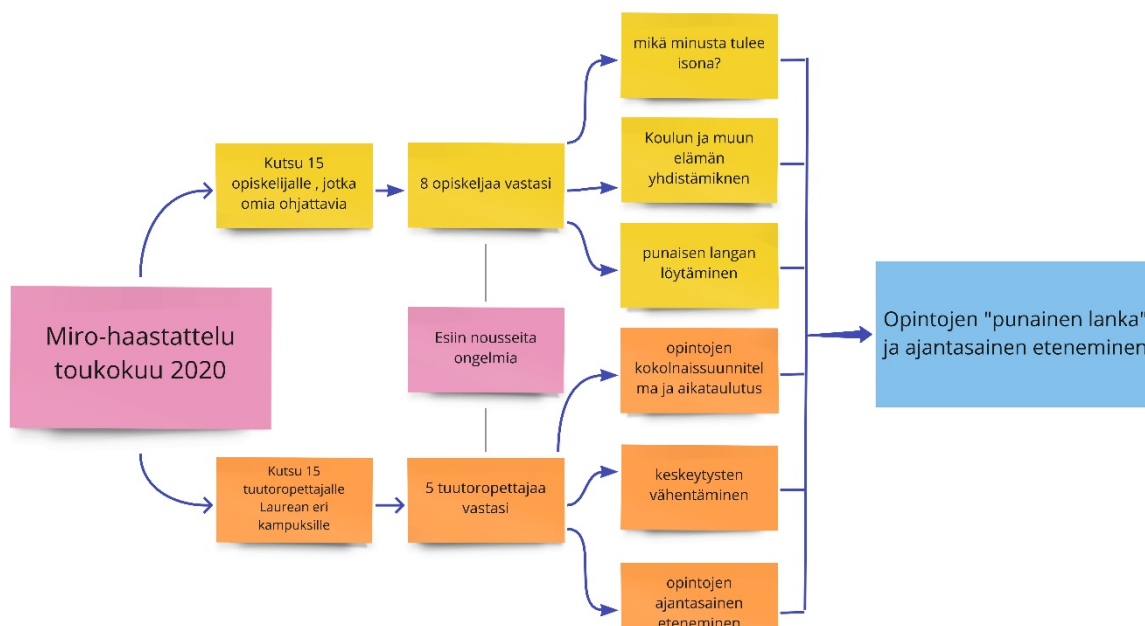 Miro-haastattelu
toukokuu 2020
Kutsu 15
opiskelijalle , jotka
omia ohjattavia
8 opiskeljaa vastasi
mikä minusta tulee
isona?
Koulun ja muun
elämän
yhdistämiknen
punaisen langan
löytäminen
Esiin nousseita
ongelmia
Kutsu 15
tuutoropettajalle
Laurean eri
kampuksille
5 tuutoropettajaa
vastasi
opintojen
kokolnaissuunnitel
ma ja aikataulutus
keskeytysten
vähentäminen
opintojen
ajantasainen
eteneminen
Opintojen "punainen lanka"
ja ajantasainen eteneminen